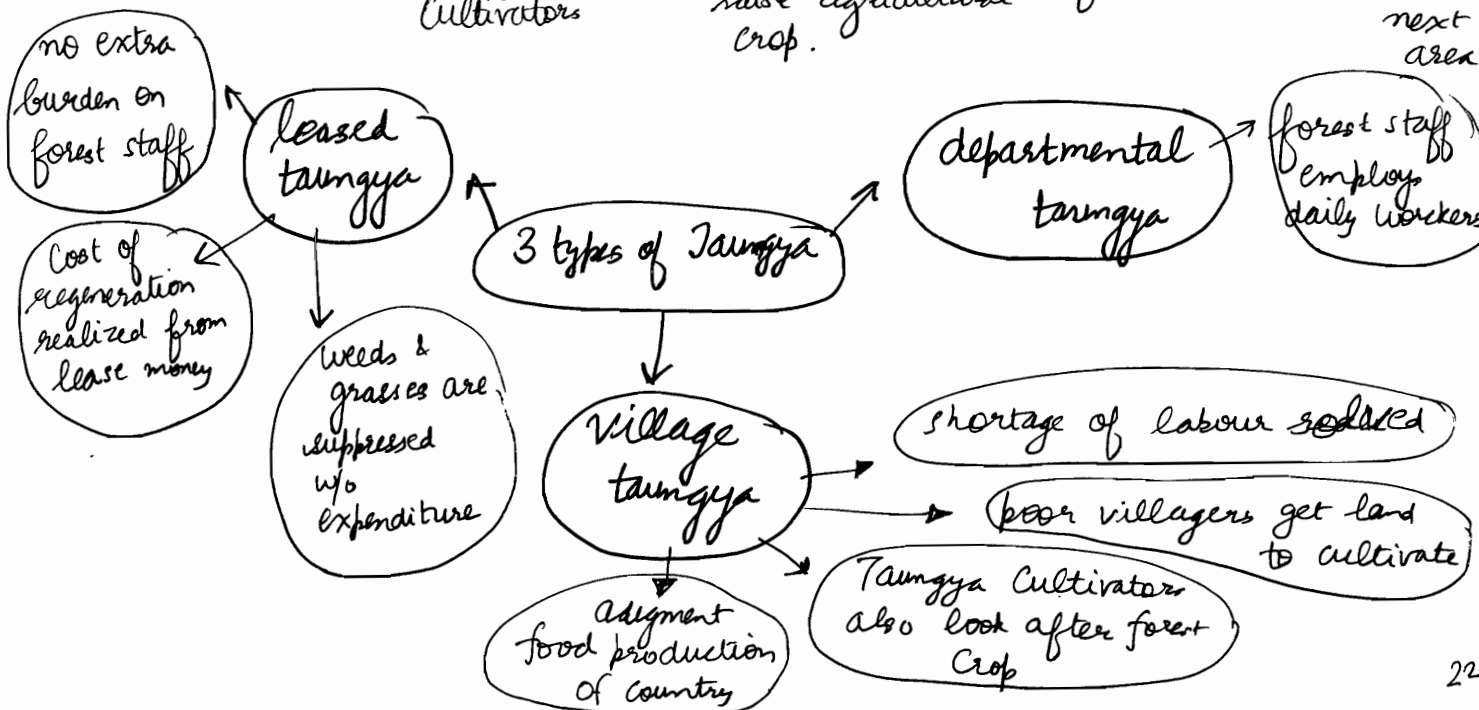 Cultivators
raise agricultural
crop.
next
area
no extra
burden on
forest staff
leased
taungya
departmental
taungya
forest staff
employs
daily workers
3 types of Taungya
Cost of
regeneration
realized from
lease money
weeds &
grasses are
suppressed
w/o
expenditure
village
taungya
shortage of labour
poor villagers get land
to cultivate
Taungya Cultivators
also look after forest
Crop
food production
of country
22